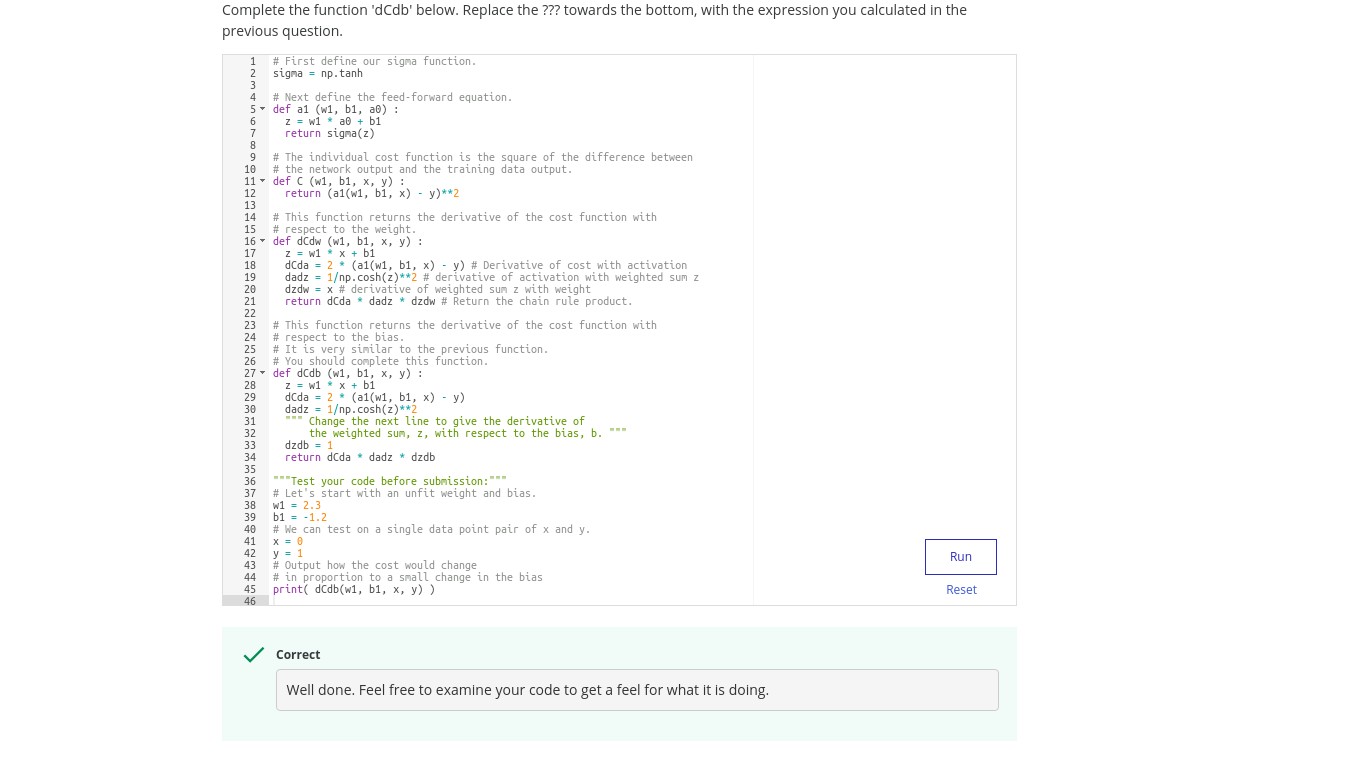 Complete the function 'dCdb' below. Replace the ??? towards the bottom, with the expression you calculated in the
previous question.
1 # First define our sigma function.
2 sigma = np.tanh
3
4 # Next define the feed-forward equation.
5 def a1 (w1, b1, a0) :
6   z = w1 * a0 + b1
7   return sigma(z)
8
9 # The individual cost function is the square of the difference between
10 # the network output and the training data output.
11 def C (w1, b1, x, y) :
12   return (a1(w1, b1, x) - y)**2
13
14 # This function returns the derivative of the cost function with
15 # respect to the weight.
16 def dCdw (w1, b1, x, y) :
17   z = w1 * x + b1
18   dCda = 2 * (a1(w1, b1, x) - y) # Derivative of cost with activation
19   dadz = 1/np.cosh(z)**2 # derivative of activation with weighted sum z
20   dzdw = x # derivative of weighted sum z with weight
21   return dCda * dadz * dzdw # Return the chain rule product.
22
23 # This function returns the derivative of the cost function with
24 # respect to the bias.
25 # It is very similar to the previous function.
26 # You should complete this function.
27 def dCdb (w1, b1, x, y) :
28   z = w1 * x + b1
29   dCda = 2 * (a1(w1, b1, x) - y)
30   dadz = 1/np.cosh(z)**2
31   """ Change the next line to give the derivative of
32       the weighted sum, z, with respect to the bias, b. """
33   dzdb = 1
34   return dCda * dadz * dzdb
35
36 """Test your code before submission:"""
37 # Let's start with an unfit weight and bias.
38 w1 = 2.3
39 b1 = -1.2
40 # We can test on a single data point pair of x and y.
41 x = 0
42 y = 1
43 # Output how the cost would change
44 # in proportion to a small change in the bias
45 print( dCdb(w1, b1, x, y) )
46
Run
Reset
Correct
Well done. Feel free to examine your code to get a feel for what it is doing.